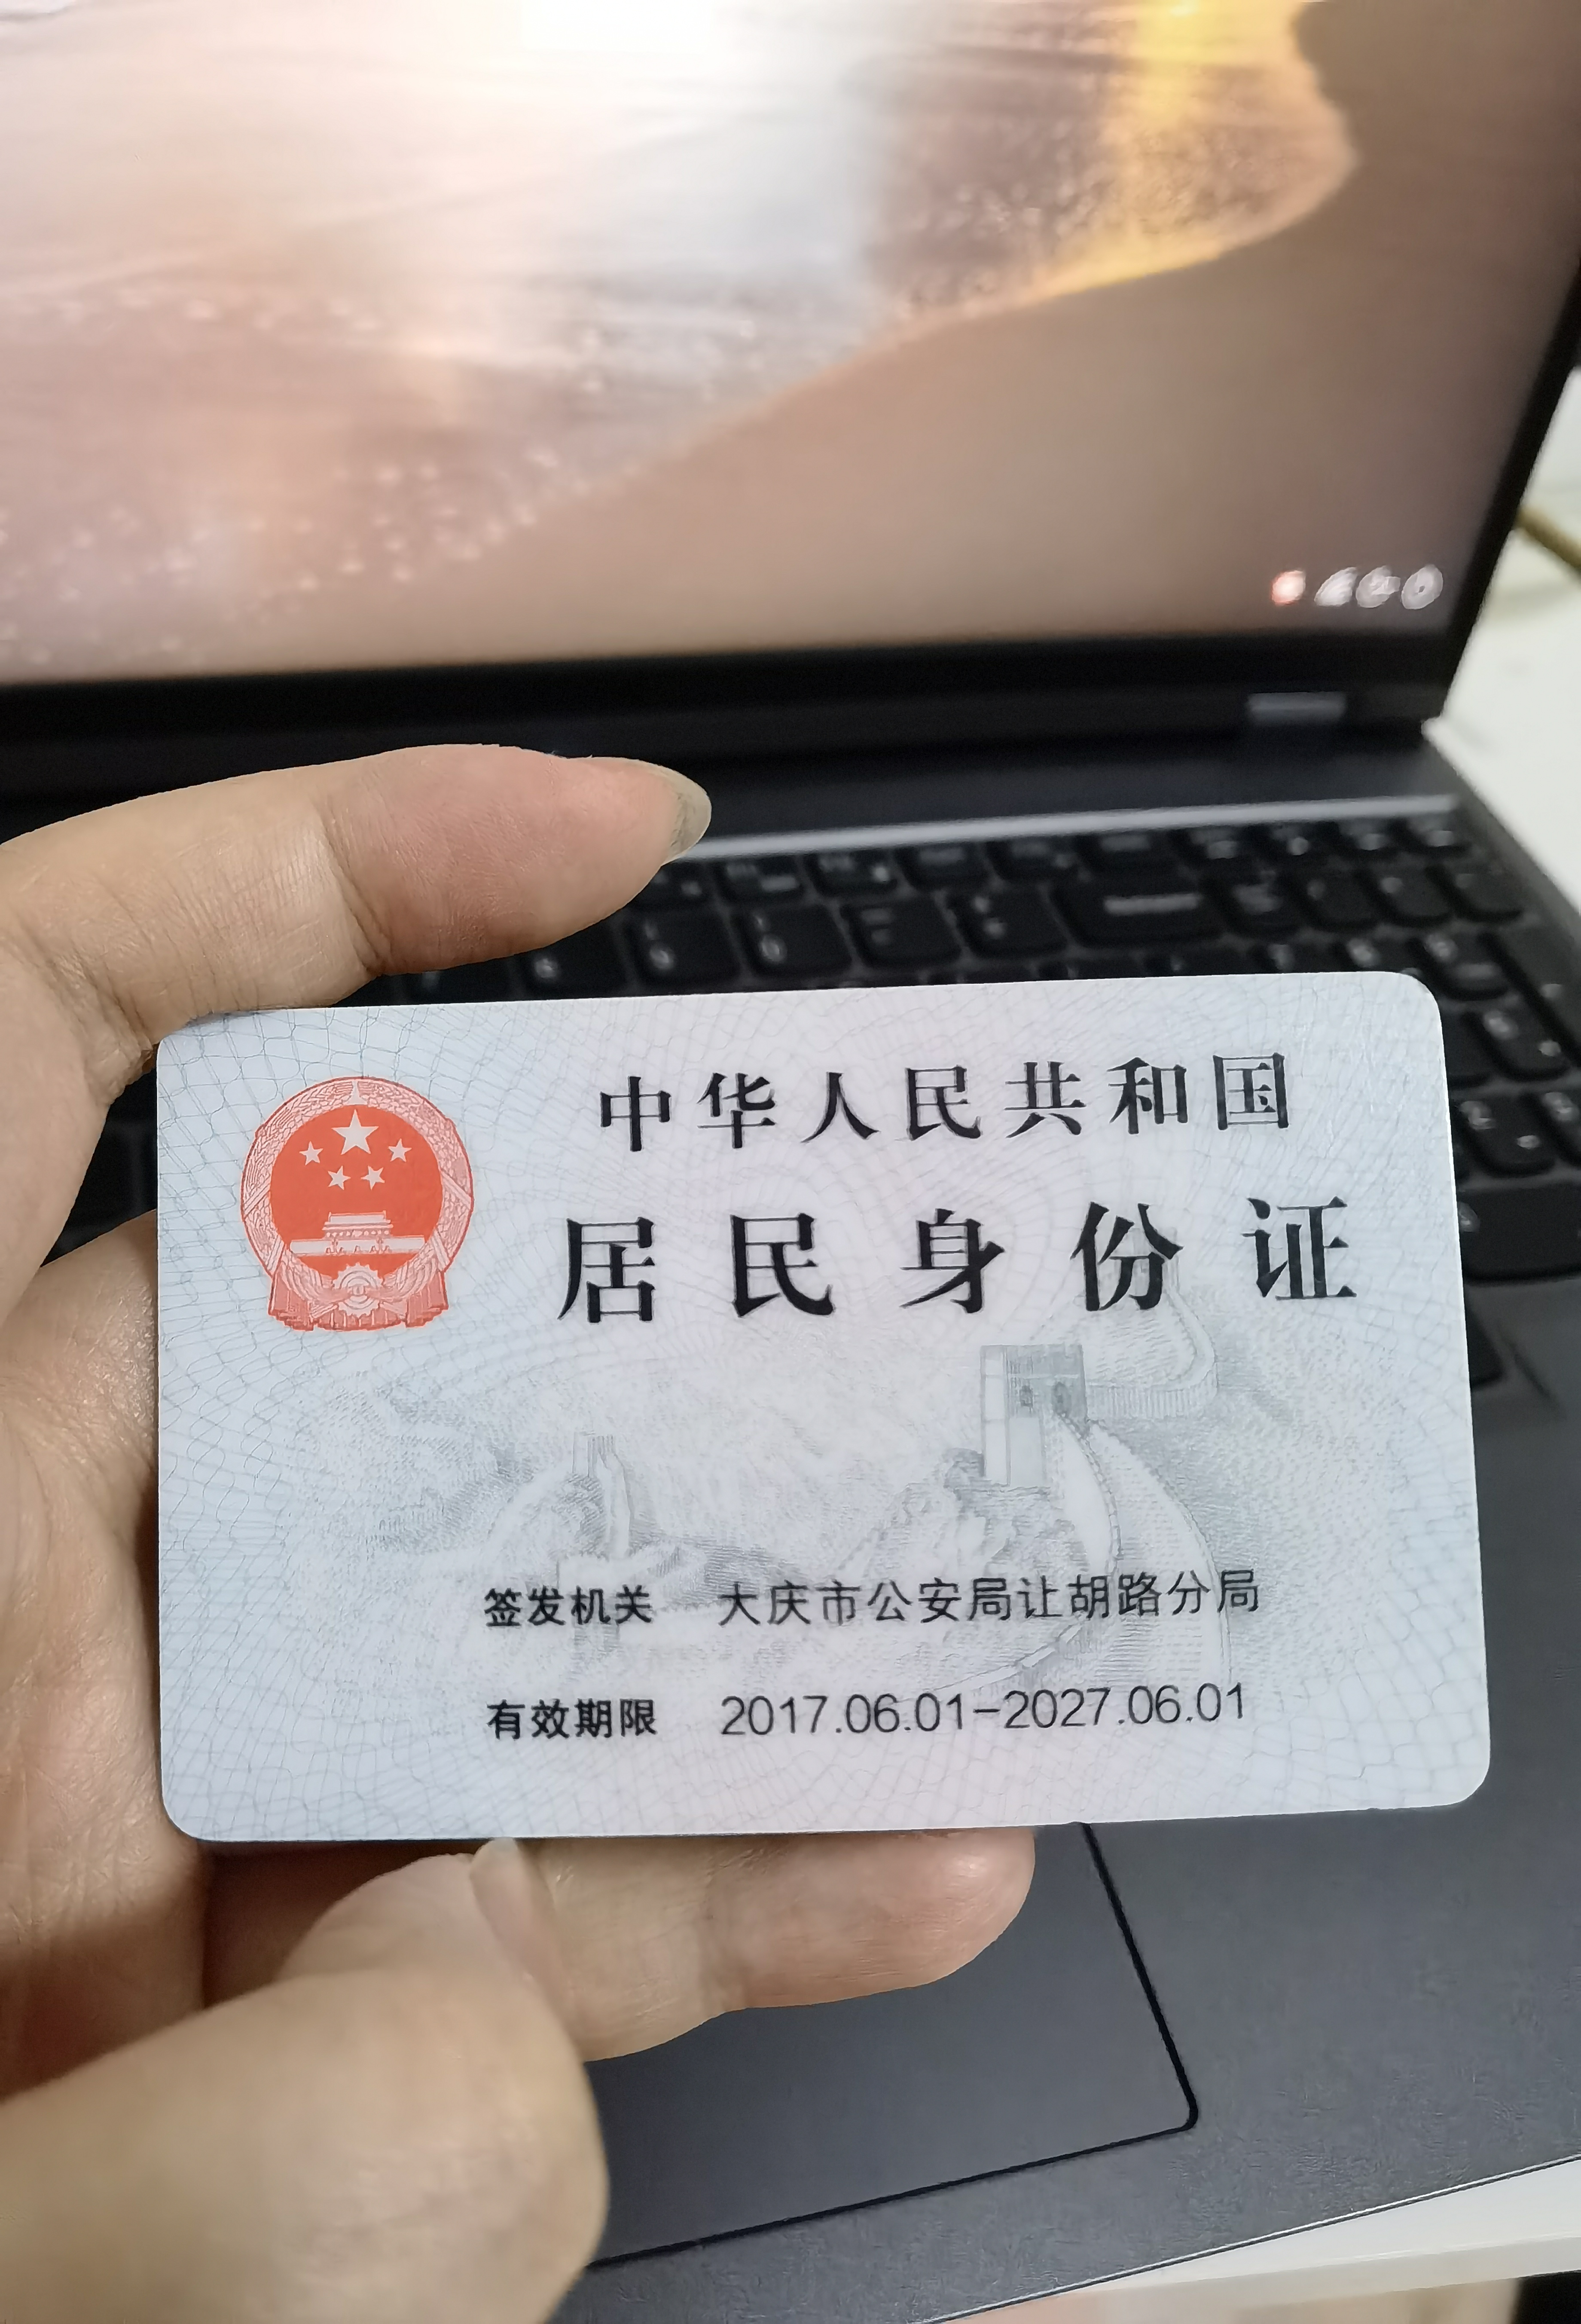 中华人民共和国
居民身份证
签发机关 大庆市公安局让胡路分局
有效期限 2017.06.01-2027.06.01